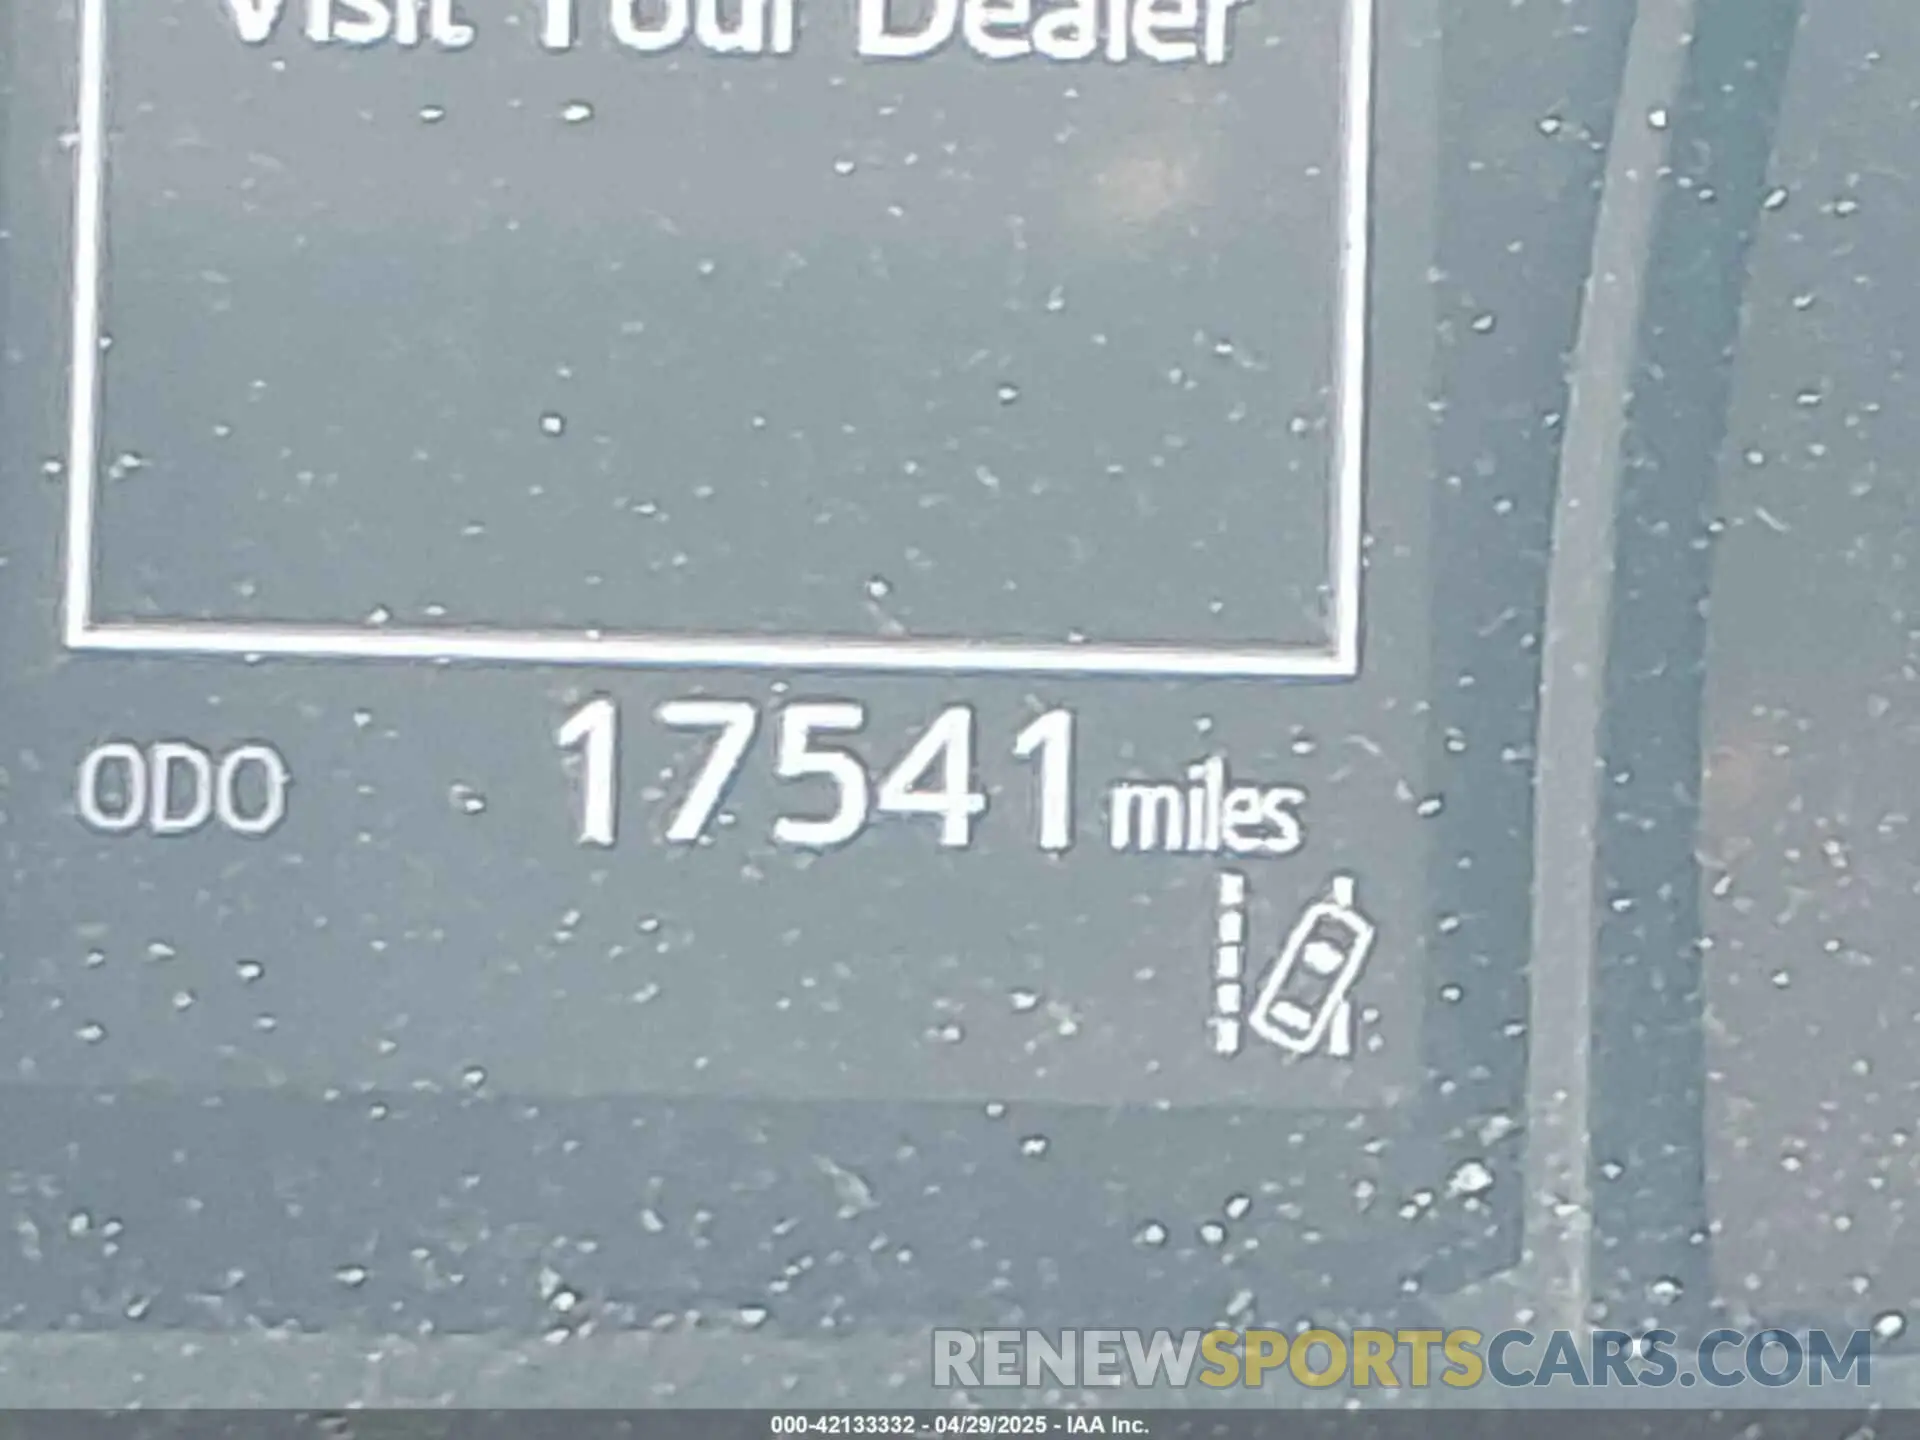 Visit Your Dealer
ODO 17541 miles
RENEWSPORTSCARS.COM
000-42133332 - 04/29/2025 - IAA Inc.